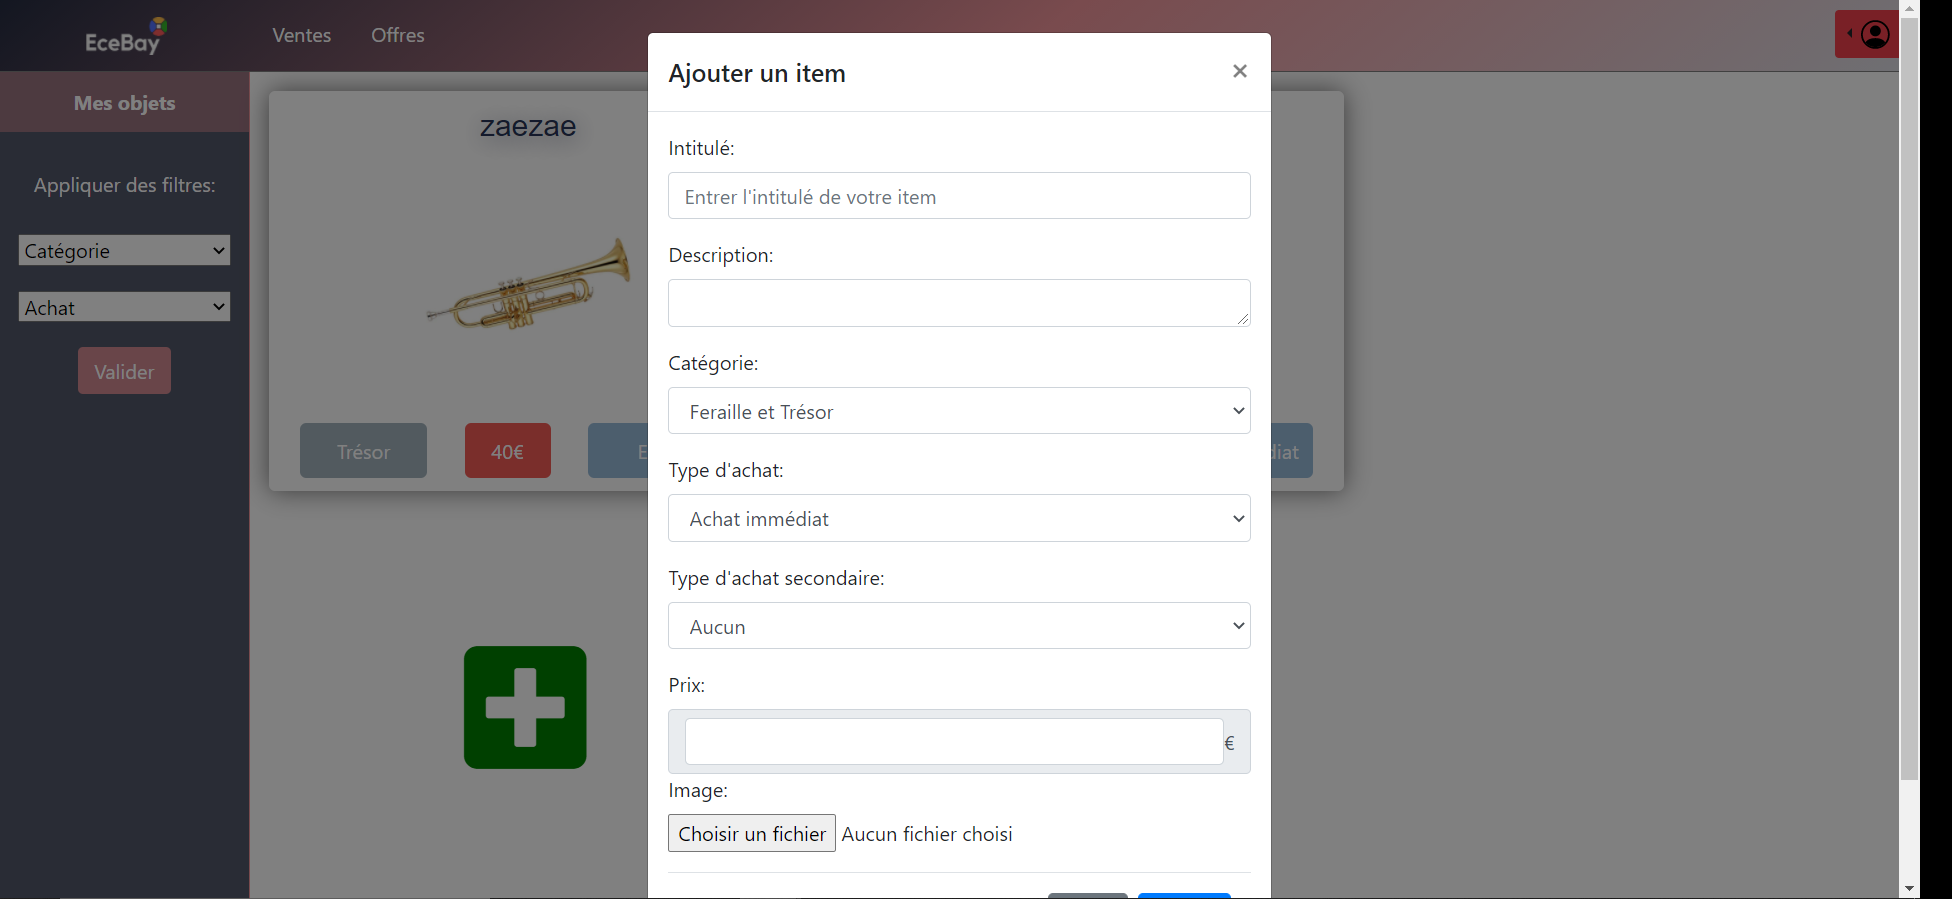 EceBay
Ventes
Offres
Mes objets
Appliquer des filtres:
Catégorie
Achat
Valider
zaezae
Trésor
40€
E
diat
Ajouter un item
×
Intitulé:
Entrer l'intitulé de votre item
Description:
Catégorie:
Feraille et Trésor
Type d'achat:
Achat immédiat
Type d'achat secondaire:
Aucun
Prix:
€
Image:
Choisir un fichier Aucun fichier choisi